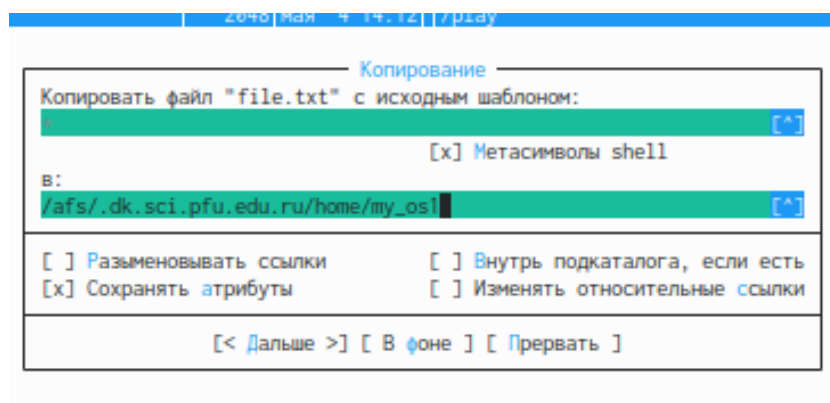 2048 мая 4 14:12 /play
Копирование
Копировать файл "file.txt" с исходным шаблоном:
* [^]
[x] Метасимволы shell
в:
/afs/.dk.sci.pfu.edu.ru/home/my_os1 [^]
[ ] Разыменовывать ссылки [ ] Внутрь подкаталога, если есть
[x] Сохранять атрибуты [ ] Изменять относительные ссылки
[< Дальше >] [ В фоне ] [ Прервать ]